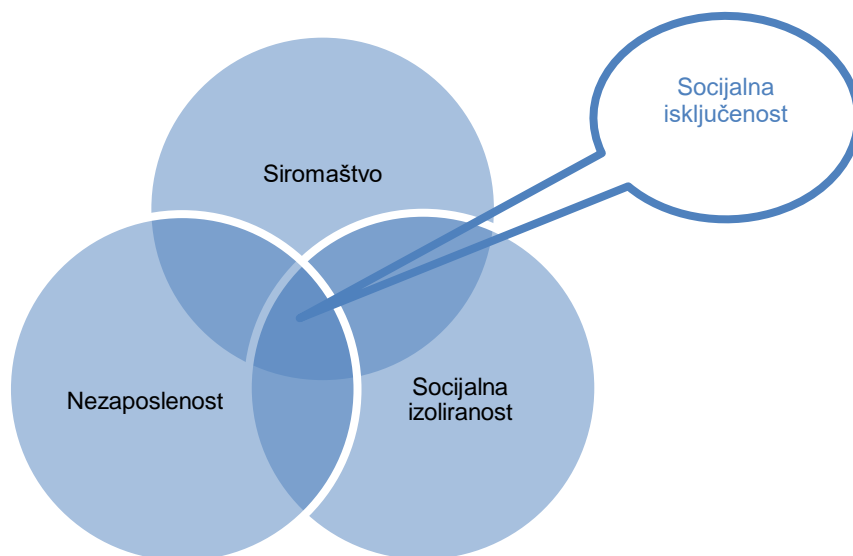 Socijalna
isključenost
Siromaštvo
Nezaposlenost
Socijalna
izoliranost